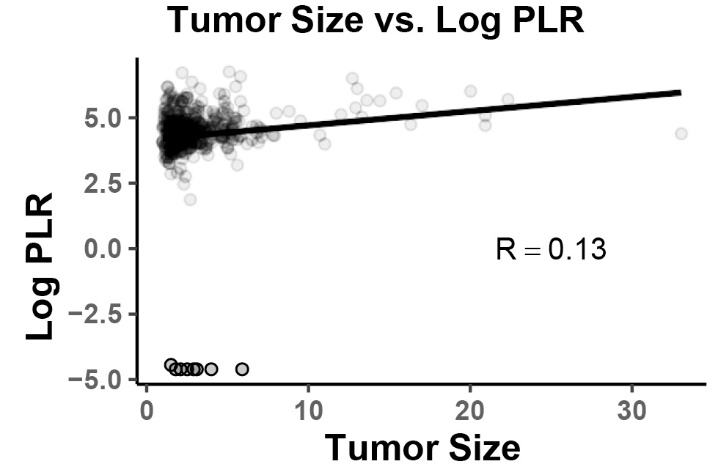 Tumor Size vs. Log PLR
Log PLR
5.0
2.5
0.0
−2.5
−5.0
R = 0.13
0 10 20 30
Tumor Size